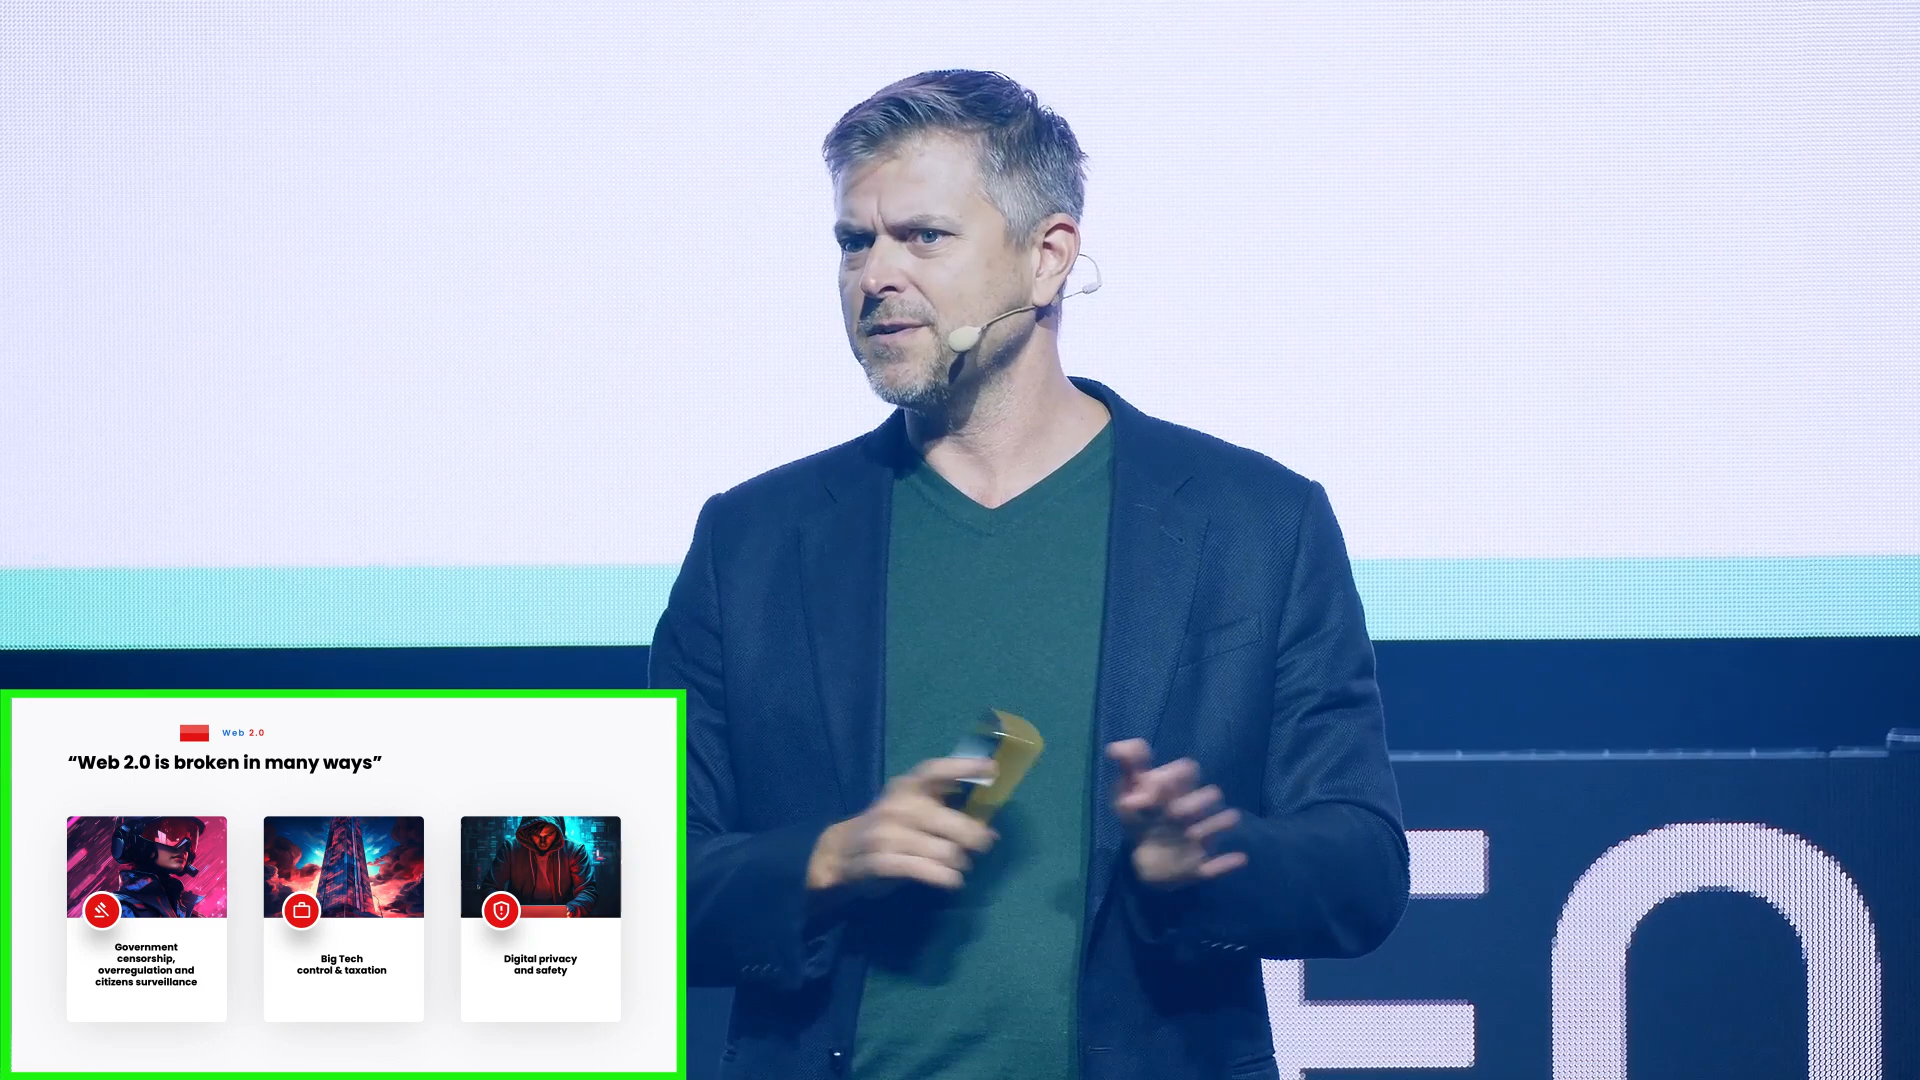 Web 2.0
“Web 2.0 is broken in many ways”
Government
censorship,
overregulation and
citizens surveillance
Big Tech
control & taxation
Digital privacy
and safety
EO